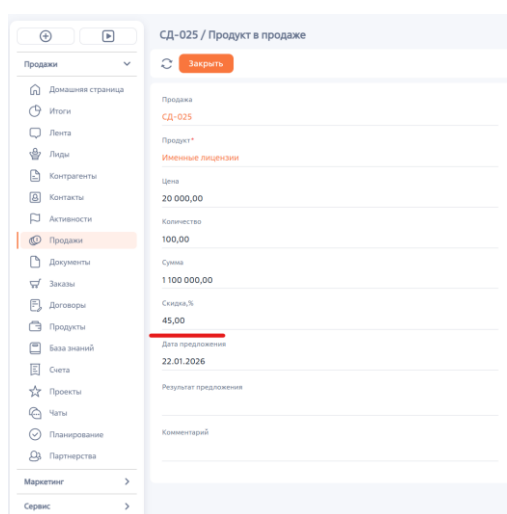 СД-025 / Продукт в продаже
Продажи
Закрыть
Домашняя страница
Итоги
Лента
Лиды
Контрагенты
Контакты
Активности
Продажи
Документы
Заказы
Договоры
Продукты
База знаний
Счета
Проекты
Чаты
Планирование
Партнерства
Маркетинг
Сервис
Продажа
СД-025
Продукт*
Именные лицензии
Цена
20 000,00
Количество
100,00
Сумма
1 100 000,00
Скидка,%
45,00
Дата предложения
22.01.2026
Результат предложения
Комментарий